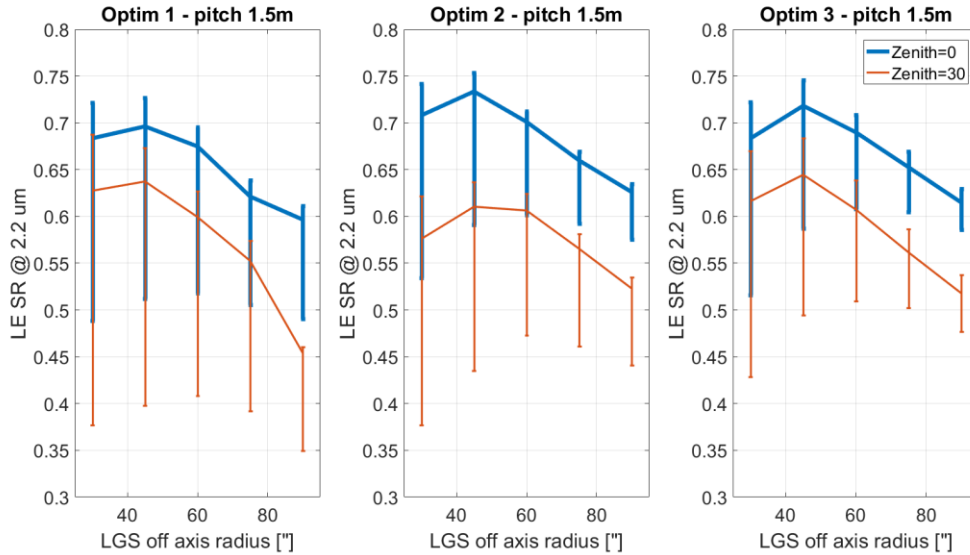 Optim 1 - pitch 1.5m
0.8
0.75
0.7
0.65
0.6
0.55
0.5
0.45
0.4
0.35
0.3
LE SR @ 2.2 um
40 60 80
LGS off axis radius ["]
Optim 2 - pitch 1.5m
0.8
0.75
0.7
0.65
0.6
0.55
0.5
0.45
0.4
0.35
0.3
LE SR @ 2.2 um
40 60 80
LGS off axis radius ["]
Optim 3 - pitch 1.5m
Zenith=0
Zenith=30
0.8
0.75
0.7
0.65
0.6
0.55
0.5
0.45
0.4
0.35
0.3
LE SR @ 2.2 um
40 60 80
LGS off axis radius ["]